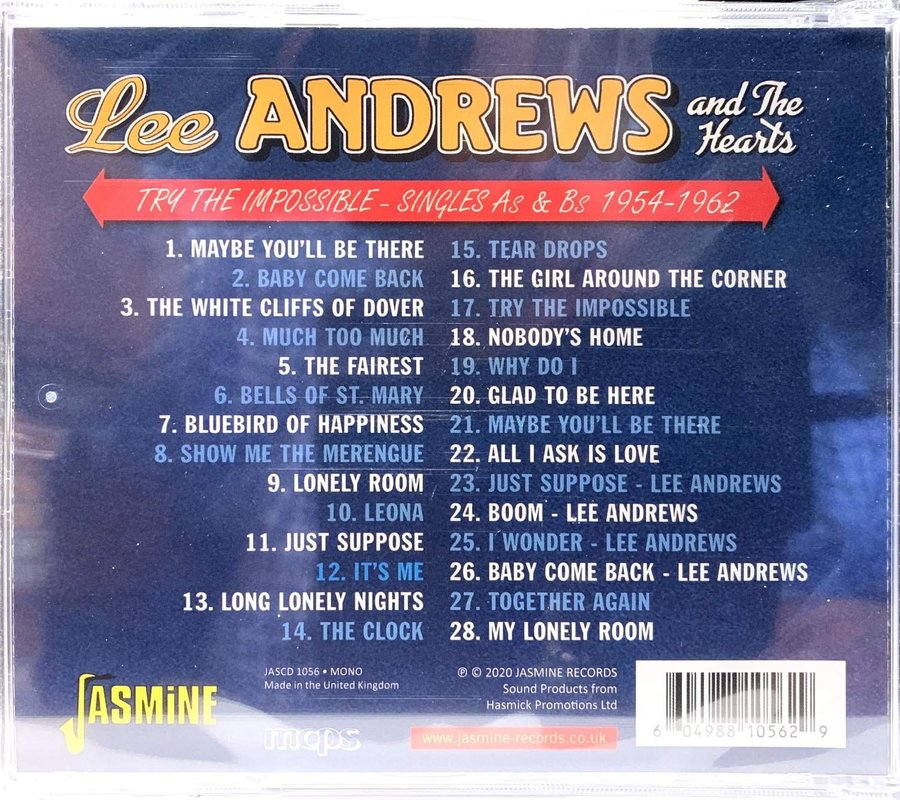 Lee ANDREWS and The Hearts
TRY THE IMPOSSIBLE - SINGLES As & Bs 1954-1962
1. MAYBE YOU'LL BE THERE
2. BABY COME BACK
3. THE WHITE CLIFFS OF DOVER
4. MUCH TOO MUCH
5. THE FAIREST
6. BELLS OF ST. MARY
7. BLUEBIRD OF HAPPINESS
8. SHOW ME THE MERENGUE
9. LONELY ROOM
10. LEONA
11. JUST SUPPOSE
12. IT'S ME
13. LONG LONELY NIGHTS
14. THE CLOCK
15. TEAR DROPS
16. THE GIRL AROUND THE CORNER
17. TRY THE IMPOSSIBLE
18. NOBODY'S HOME
19. WHY DO I
20. GLAD TO BE HERE
21. MAYBE YOU'LL BE THERE
22. ALL I ASK IS LOVE
23. JUST SUPPOSE - LEE ANDREWS
24. BOOM - LEE ANDREWS
25. I WONDER - LEE ANDREWS
26. BABY COME BACK - LEE ANDREWS
27. TOGETHER AGAIN
28. MY LONELY ROOM
JASMiNE
JASCD 1056 • MONO
Made in the United Kingdom
mcps
℗ © 2020 JASMINE RECORDS
Sound Products from
Hasmick Promotions Ltd
www.jasmine-records.co.uk
6 04988 10562 9